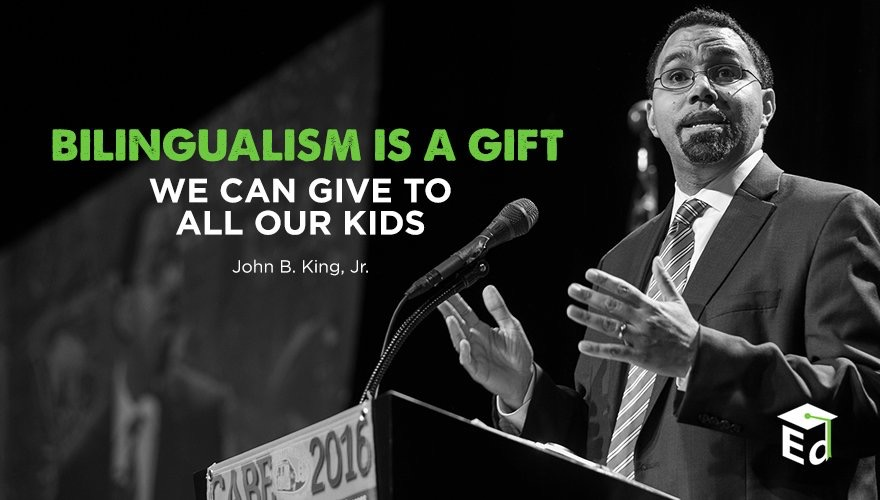 BILINGUALISM IS A GIFT
WE CAN GIVE TO
ALL OUR KIDS
John B. King, Jr.
CABE 2016
Ed